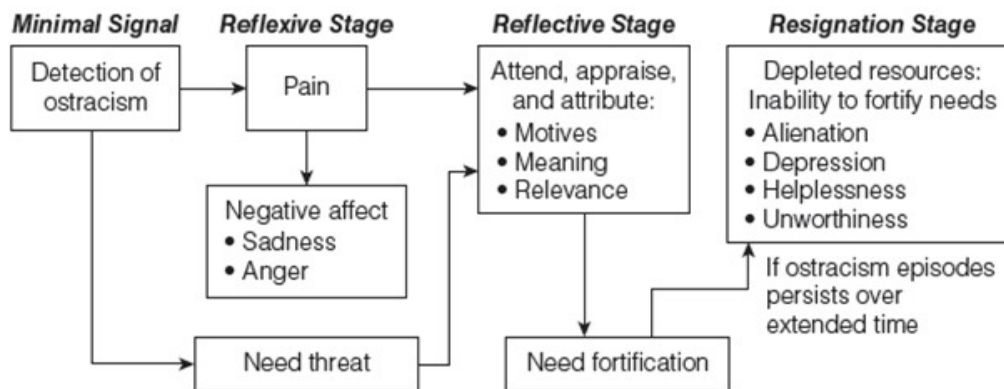 Minimal Signal
Reflexive Stage
Reflective Stage
Resignation Stage
Detection of
ostracism
Pain
Attend, appraise,
and attribute:
• Motives
• Meaning
• Relevance
Depleted resources:
Inability to fortify needs
• Alienation
• Depression
• Helplessness
• Unworthiness
Negative affect
• Sadness
• Anger
If ostracism episodes
persists over
extended time
Need threat
Need fortification